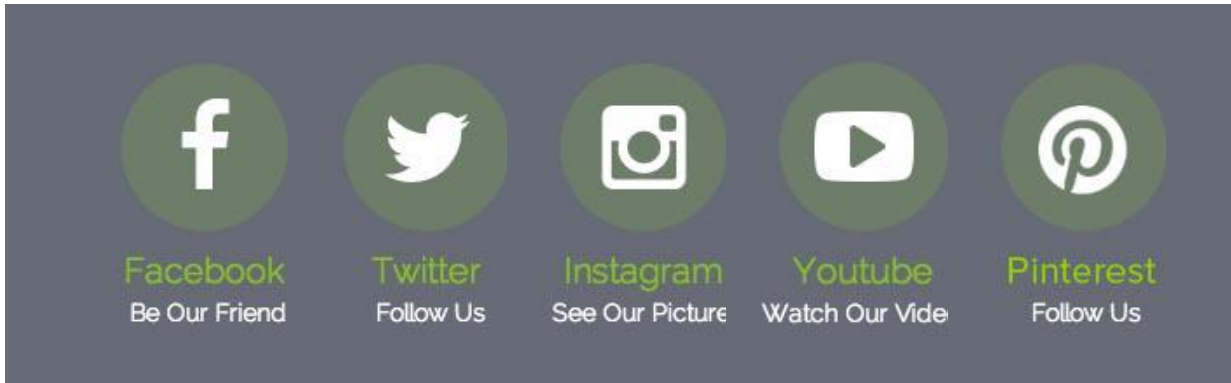 Facebook Twitter Instagram Youtube Pinterest
Be Our Friend Follow Us See Our Picture Watch Our Vide Follow Us